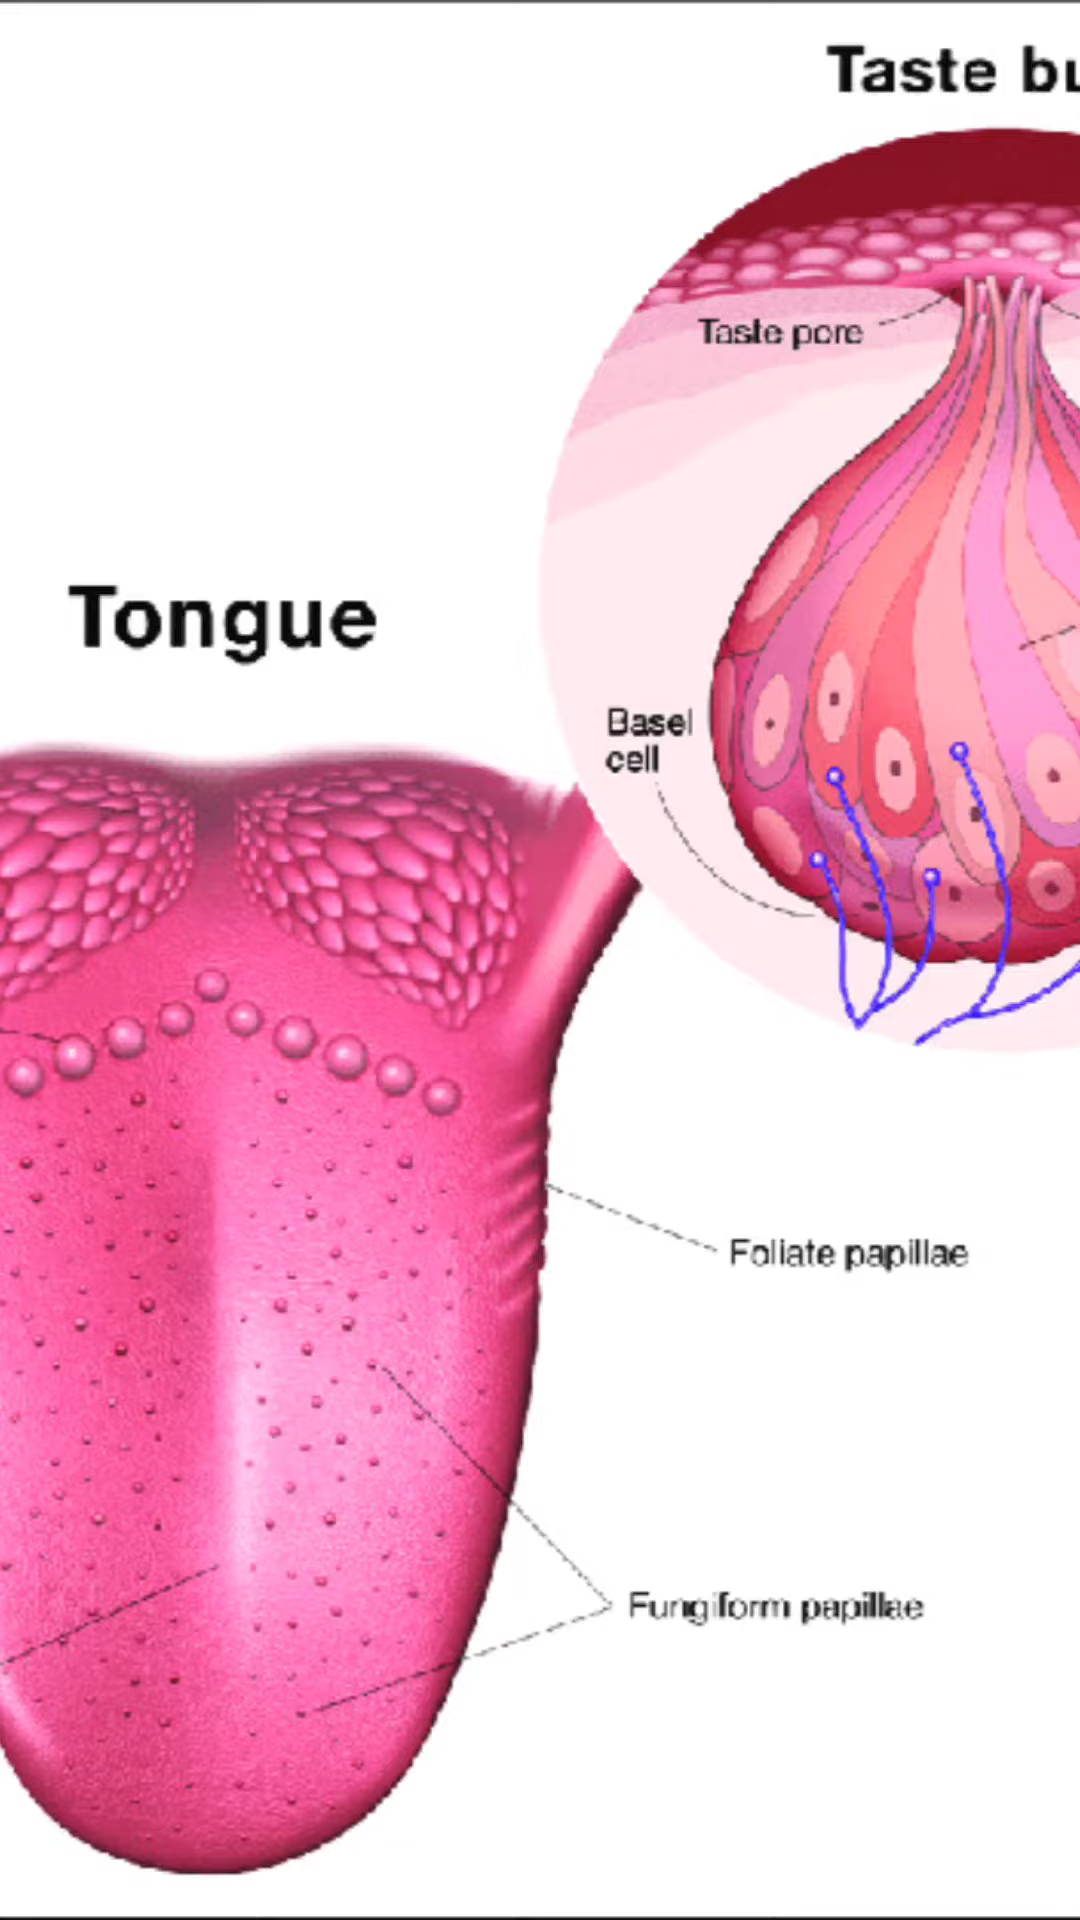 Taste bu
Taste pore
Tongue
Basel
cell
Foliate papillae
Fungiform papillae